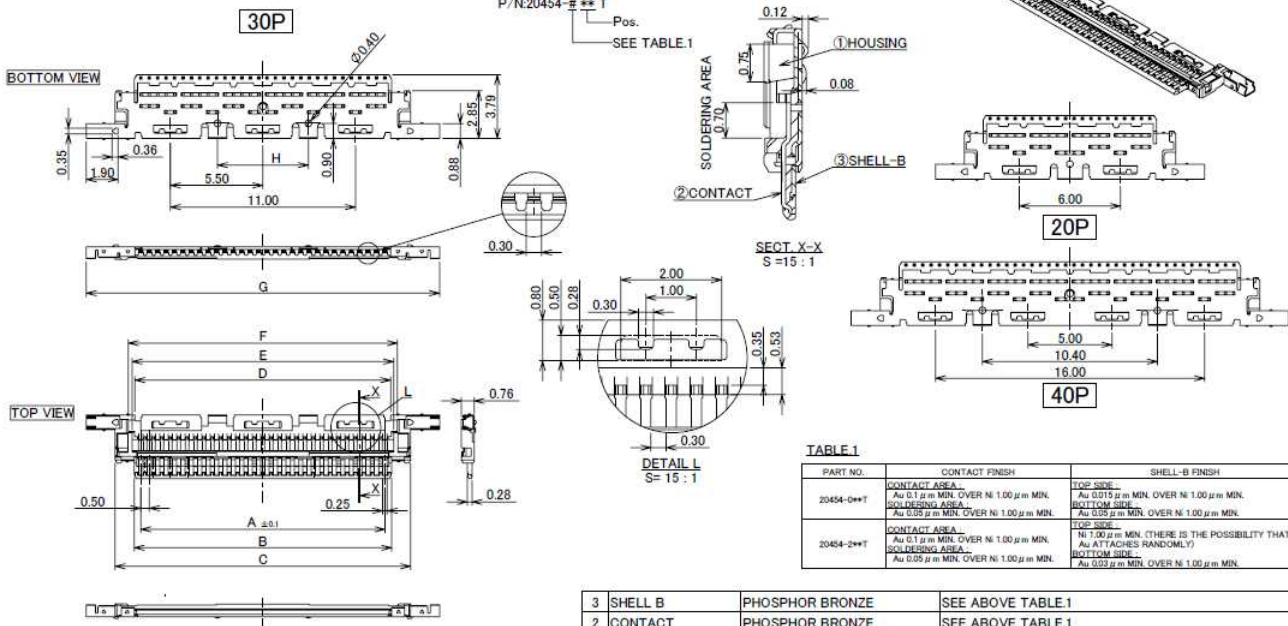 P/N:20454-# ** T
Pos.
SEE TABLE.1
30P
BOTTOM VIEW
Φ0.40
2.85
3.79
0.35
0.36
1.90
H
0.90
0.88
5.50
11.00
0.30
G
0.12
①HOUSING
0.75
SOLDERING AREA
0.08
0.70
③SHELL-B
②CONTACT
SECT. X-X
S =15 : 1
6.00
20P
5.00
10.40
16.00
40P
F
E
D
X
L
0.76
TOP VIEW
X
0.50
0.25
0.28
A ±0.1
B
C
2.00
1.00
0.30
0.80
0.50
0.28
0.35
0.53
0.30
DETAIL L
S= 15 : 1
TABLE.1
PART NO. CONTACT FINISH SHELL-B FINISH
20454-0**T
CONTACT AREA :
Au 0.1 μm MIN. OVER Ni 1.00 μm MIN.
SOLDERING AREA :
Au 0.05 μm MIN. OVER Ni 1.00 μm MIN.
TOP SIDE :
Au 0.015 μm MIN. OVER Ni 1.00 μm MIN.
BOTTOM SIDE :
Au 0.05 μm MIN. OVER Ni 1.00 μm MIN.
20454-2**T
CONTACT AREA :
Au 0.1 μm MIN. OVER Ni 1.00 μm MIN.
SOLDERING AREA :
Au 0.05 μm MIN. OVER Ni 1.00 μm MIN.
TOP SIDE :
Ni 1.00 μm MIN. (THERE IS THE POSSIBILITY THAT
Au ATTACHES RANDOMLY)
BOTTOM SIDE :
Au 0.03 μm MIN. OVER Ni 1.00 μm MIN.
3 SHELL B PHOSPHOR BRONZE SEE ABOVE TABLE.1
2 CONTACT PHOSPHOR BRONZE SEE ABOVE TABLE.1